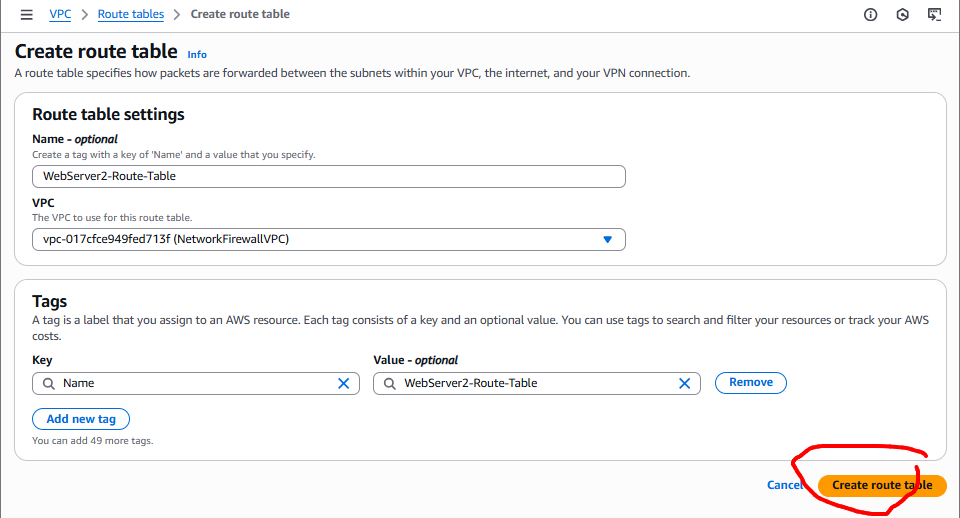 VPC > Route tables > Create route table
Create route table Info
A route table specifies how packets are forwarded between the subnets within your VPC, the internet, and your VPN connection.
Route table settings
Name - optional
Create a tag with a key of 'Name' and a value that you specify.
WebServer2-Route-Table
VPC
The VPC to use for this route table.
vpc-017cfce949fed713f (NetworkFirewallVPC)
Tags
A tag is a label that you assign to an AWS resource. Each tag consists of a key and an optional value. You can use tags to search and filter your resources or track your AWS
costs.
Key Value - optional
Name WebServer2-Route-Table Remove
Add new tag
You can add 49 more tags.
Cancel Create route table